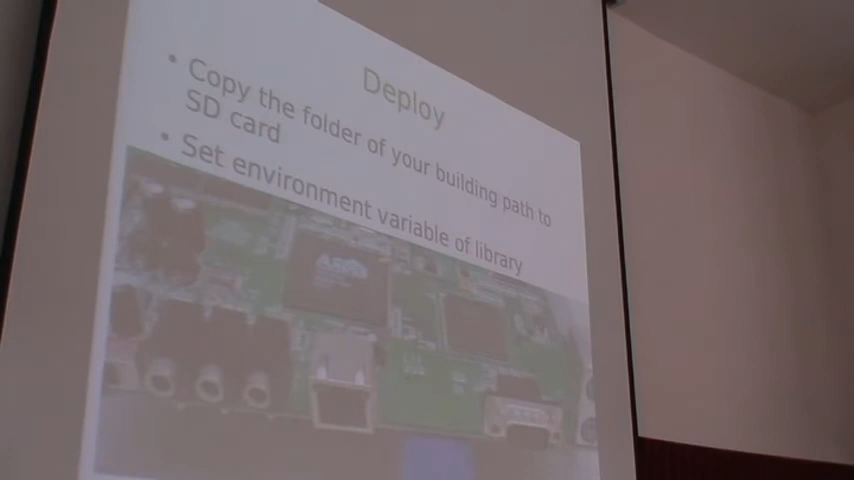 Deploy
• Copy the folder of your building path to
SD card
• Set environment variable of library